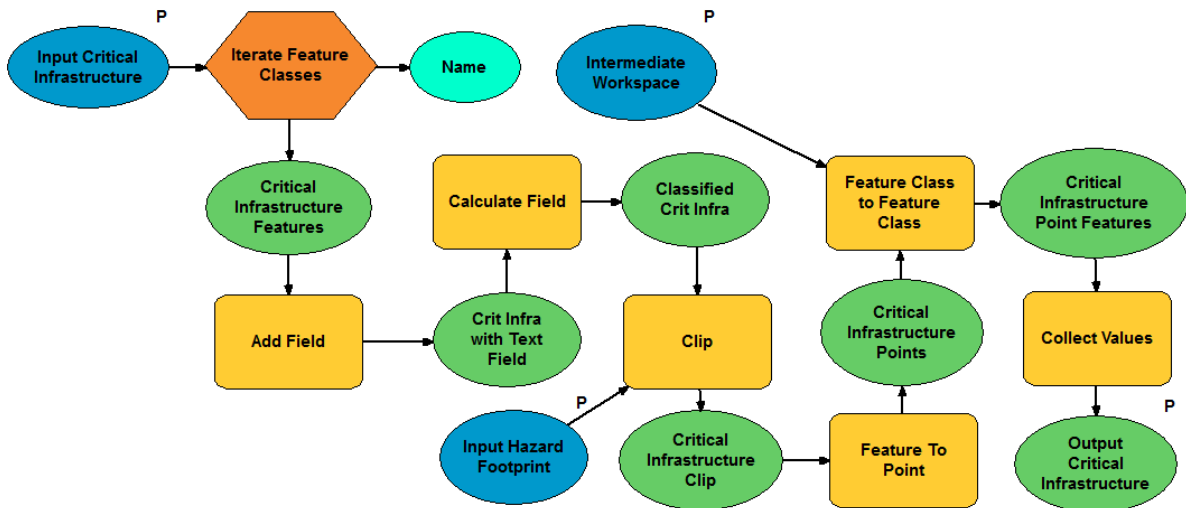 P
Input Critical
Infrastructure
Iterate Feature
Classes
Name
P
Intermediate
Workspace
Critical
Infrastructure
Features
Calculate Field
Classified
Crit Infra
Feature Class
to Feature
Class
Critical
Infrastructure
Point Features
Add Field
Crit Infra
with Text
Field
Clip
Critical
Infrastructure
Points
Collect Values
P
Input Hazard
Footprint
Critical
Infrastructure
Clip
Feature To
Point
P
Output
Critical
Infrastructure